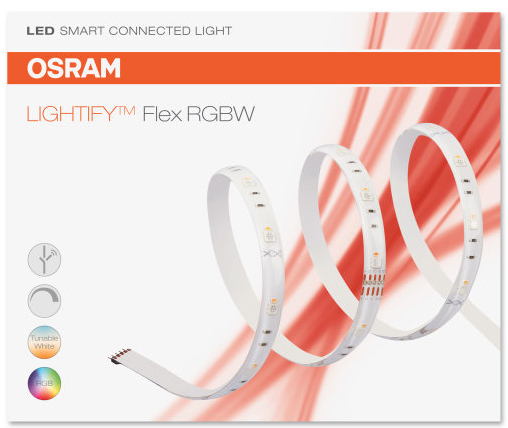 LED SMART CONNECTED LIGHT
OSRAM
LIGHTIFY™ Flex RGBW
Tunable
White
RGB